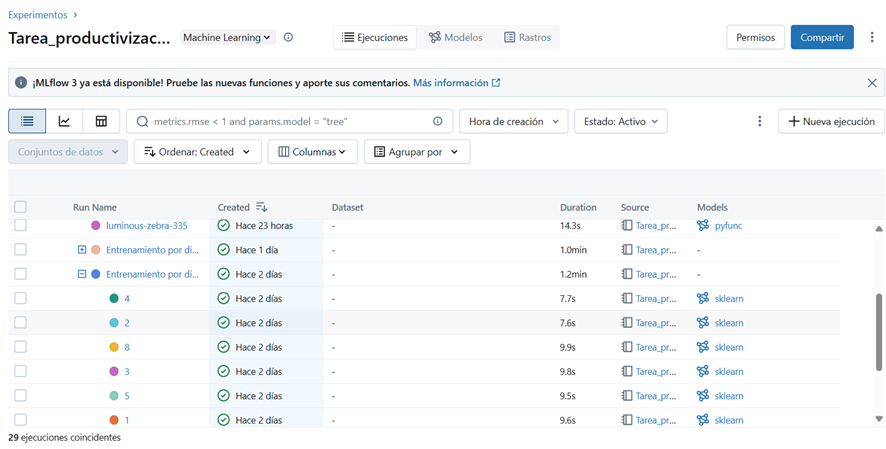 Experimentos >
Tarea_productivizac... Machine Learning Ejecuciones Modelos Rastros Permisos Compartir
¡MLflow 3 ya está disponible! Pruebe las nuevas funciones y aporte sus comentarios. Más información
metrics.rmse < 1 and params.model = "tree" Hora de creación Estado: Activo + Nueva ejecución
Conjuntos de datos Ordenar: Created Columnas Agrupar por
Run Name Created Dataset Duration Source Models
luminous-zebra-335 Hace 23 horas - 14.3s Tarea_pr... pyfunc
Entrenamiento por di... Hace 1 día - 1.0min Tarea_pr... -
Entrenamiento por di... Hace 2 días - 1.2min Tarea_pr... -
4 Hace 2 días - 7.7s Tarea_pr... sklearn
2 Hace 2 días - 7.6s Tarea_pr... sklearn
8 Hace 2 días - 9.9s Tarea_pr... sklearn
3 Hace 2 días - 9.8s Tarea_pr... sklearn
5 Hace 2 días - 9.5s Tarea_pr... sklearn
1 Hace 2 días - 9.6s Tarea_pr... sklearn
29 ejecuciones coincidentes